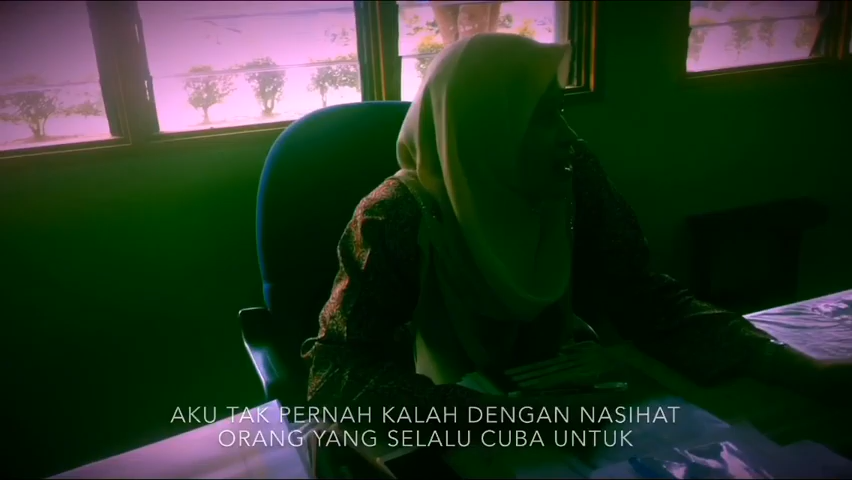 AKU TAK PERNAH KALAH DENGAN NASIHAT
ORANG YANG SELALU CUBA UNTUK